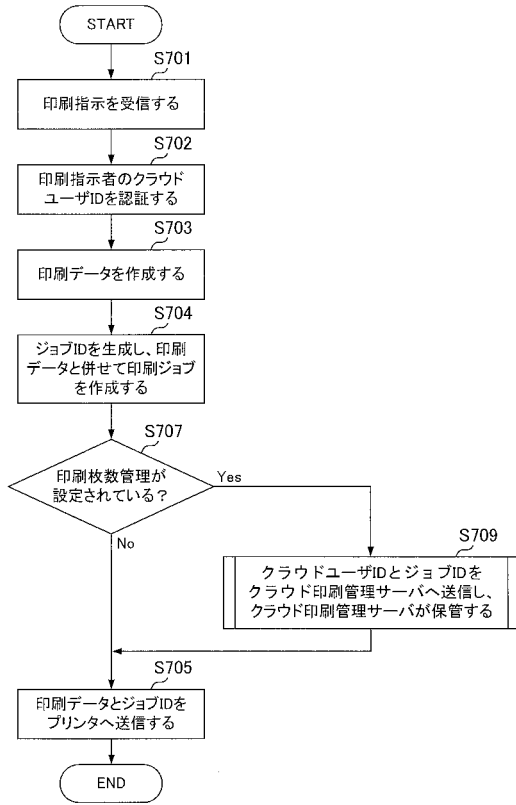 START
S701
印刷指示を受信する
S702
印刷指示者のクラウド
ユーザIDを認証する
S703
印刷データを作成する
S704
ジョブIDを生成し、印刷
データと併せて印刷ジョブ
を作成する
S707
印刷枚数管理が
設定されている？
Yes
No
S709
クラウドユーザIDとジョブIDを
クラウド印刷管理サーバへ送信し、
クラウド印刷管理サーバが保管する
S705
印刷データとジョブIDを
プリンタへ送信する
END